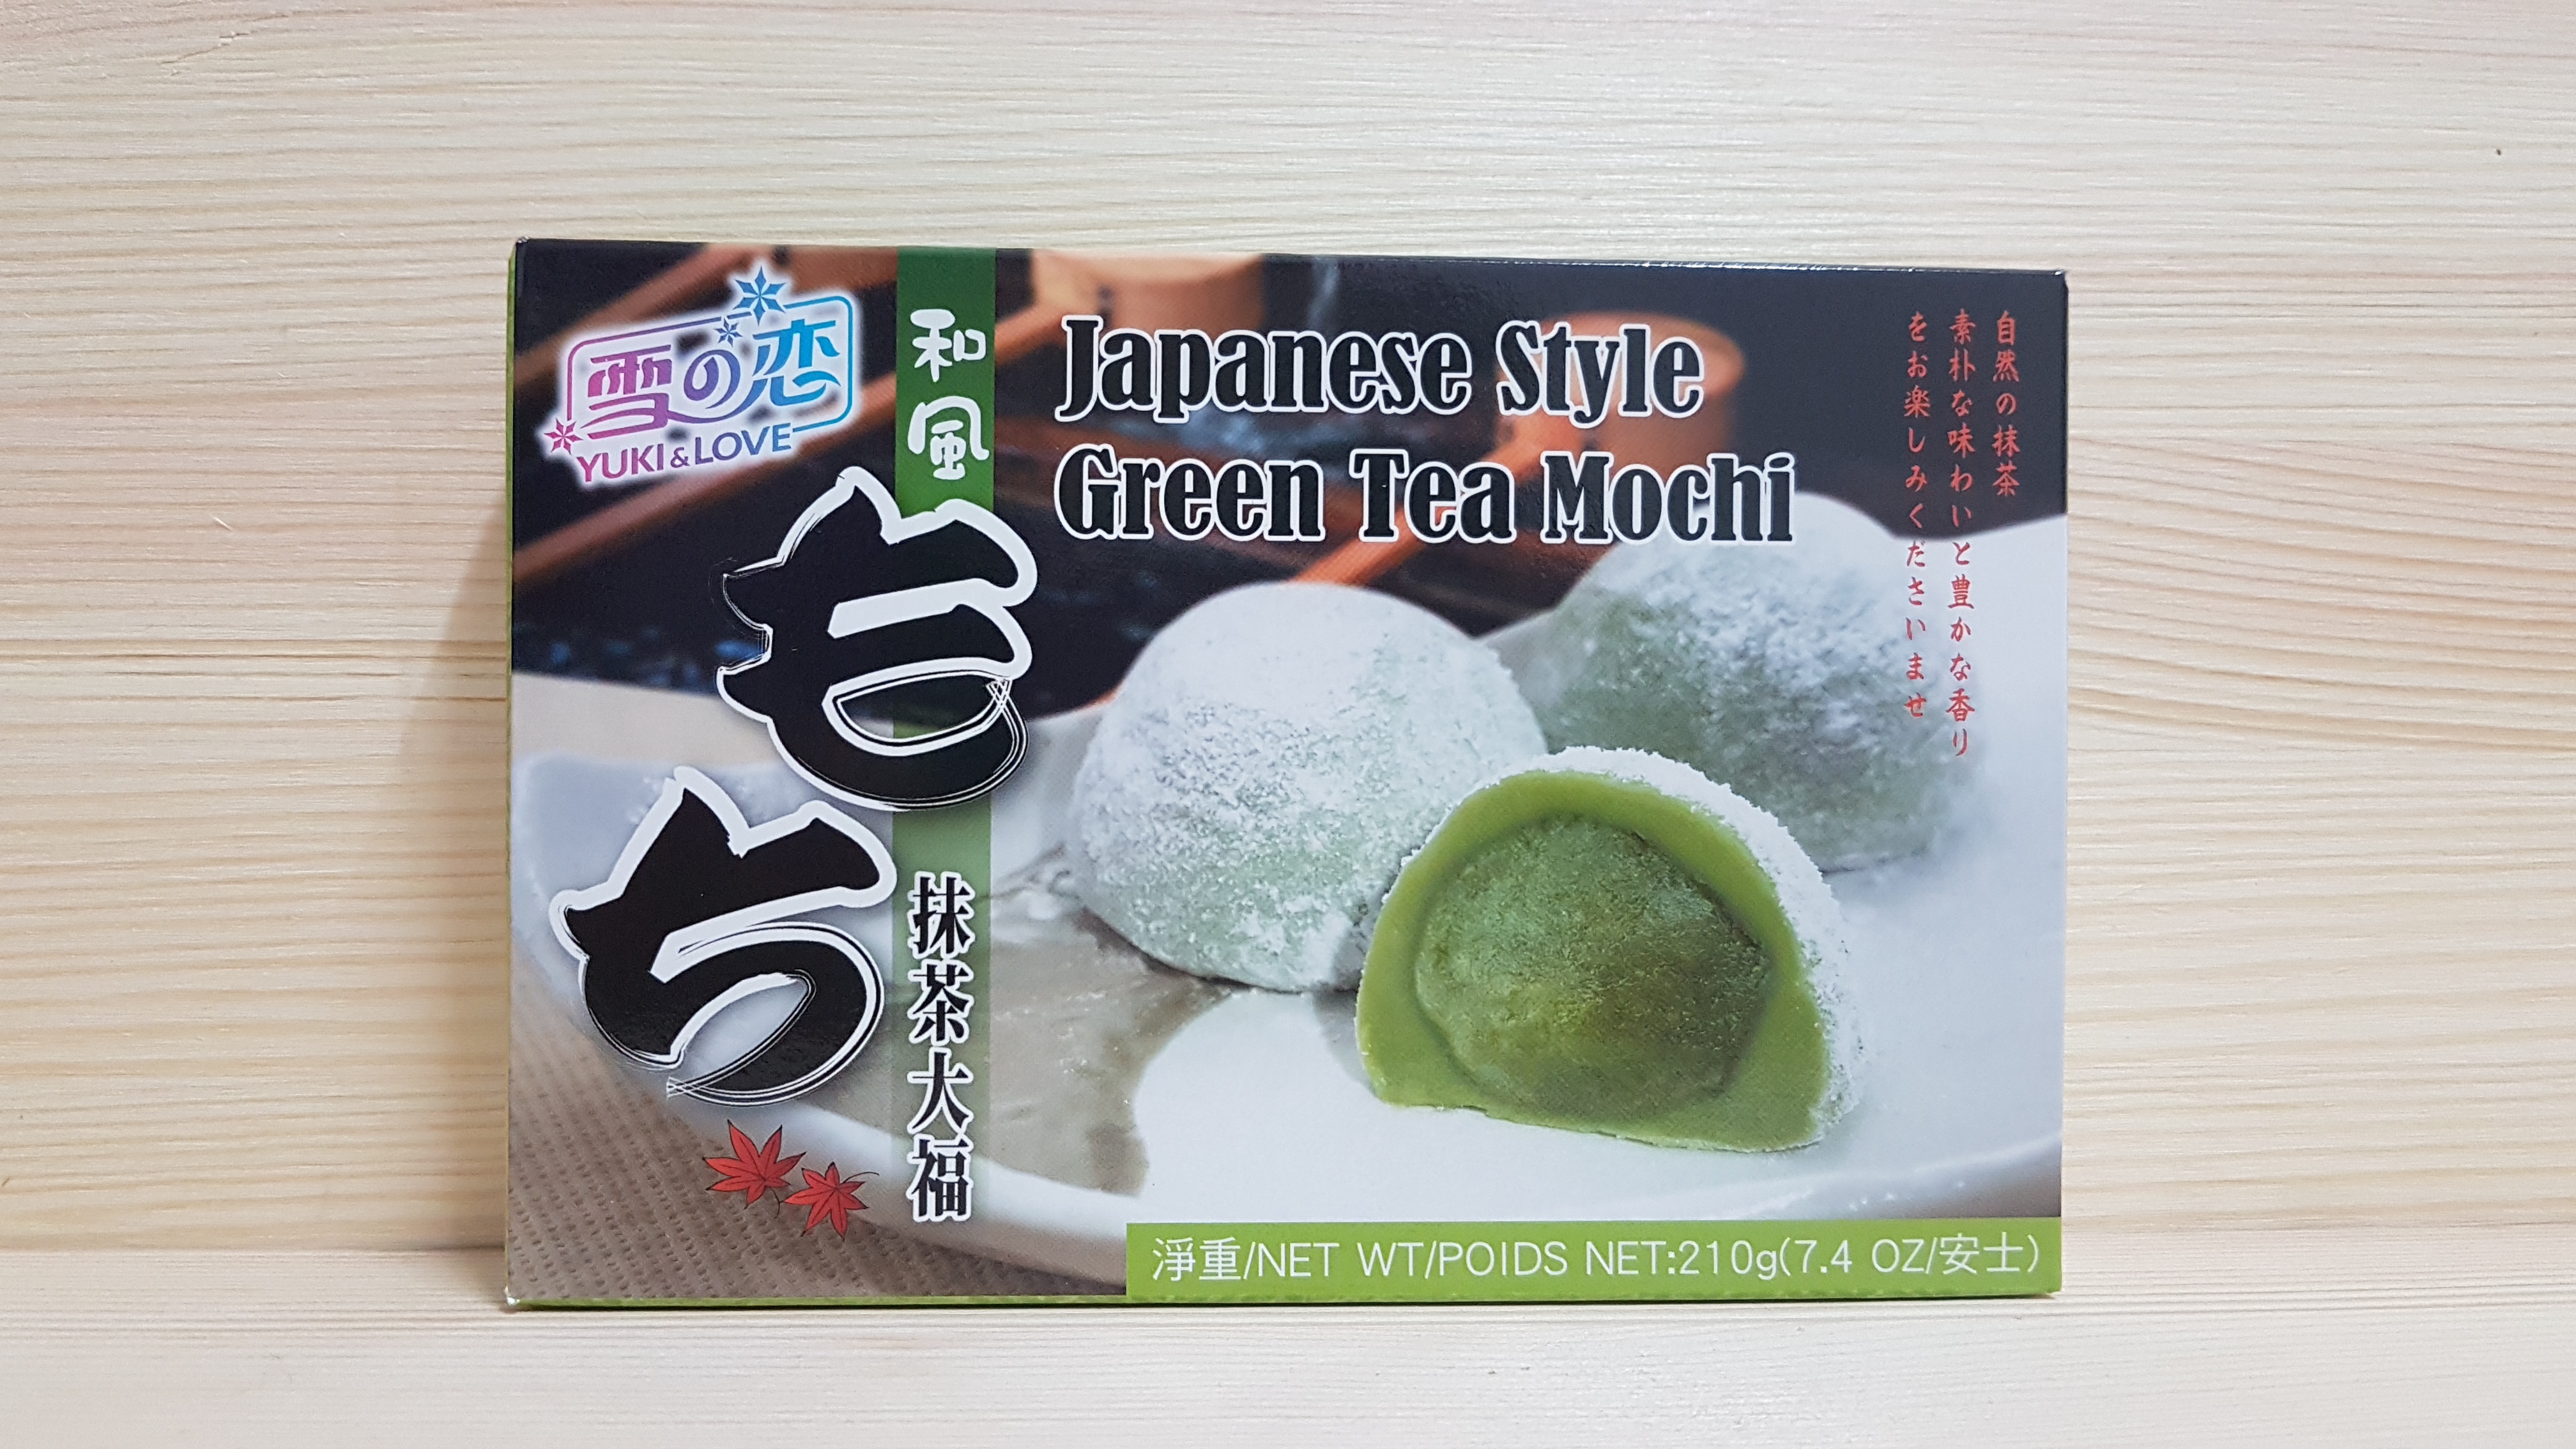 雪の恋
YUKI & LOVE
和風
もち
抹茶大福
Japanese Style
Green Tea Mochi
自然の抹茶
素朴な味わいと豊かな香り
をお楽しみくださいませ
淨重/NET WT/POIDS NET:210g(7.4 OZ/安士)